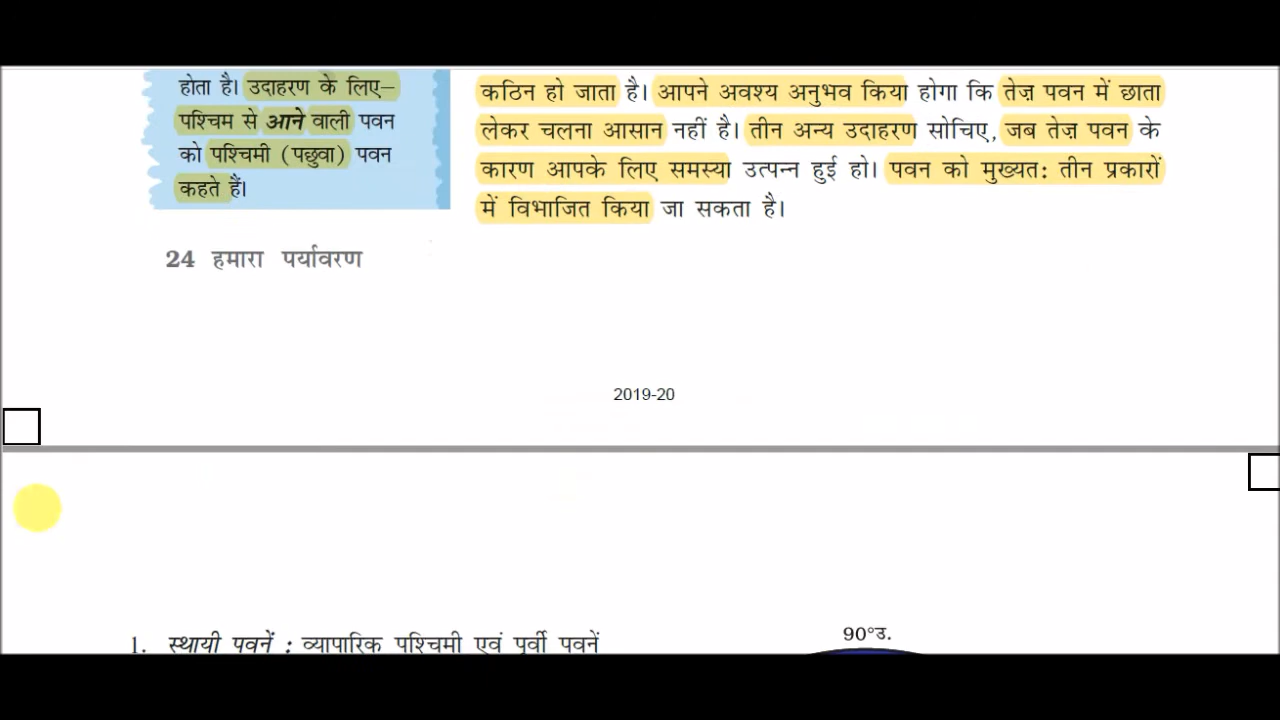 होता है। उदाहरण के लिए–
पश्चिम से आने वाली पवन
को पश्चिमी (पछुवा) पवन
कहते हैं।
कठिन हो जाता है। आपने अवश्य अनुभव किया होगा कि तेज़ पवन में छाता
लेकर चलना आसान नहीं है। तीन अन्य उदाहरण सोचिए, जब तेज़ पवन के
कारण आपके लिए समस्या उत्पन्न हुई हो। पवन को मुख्यत: तीन प्रकारों
में विभाजित किया जा सकता है।
24 हमारा पर्यावरण
2019-20
1. स्थायी पवनें : व्यापारिक पश्चिमी एवं पूर्वी पवनें
90°उ.